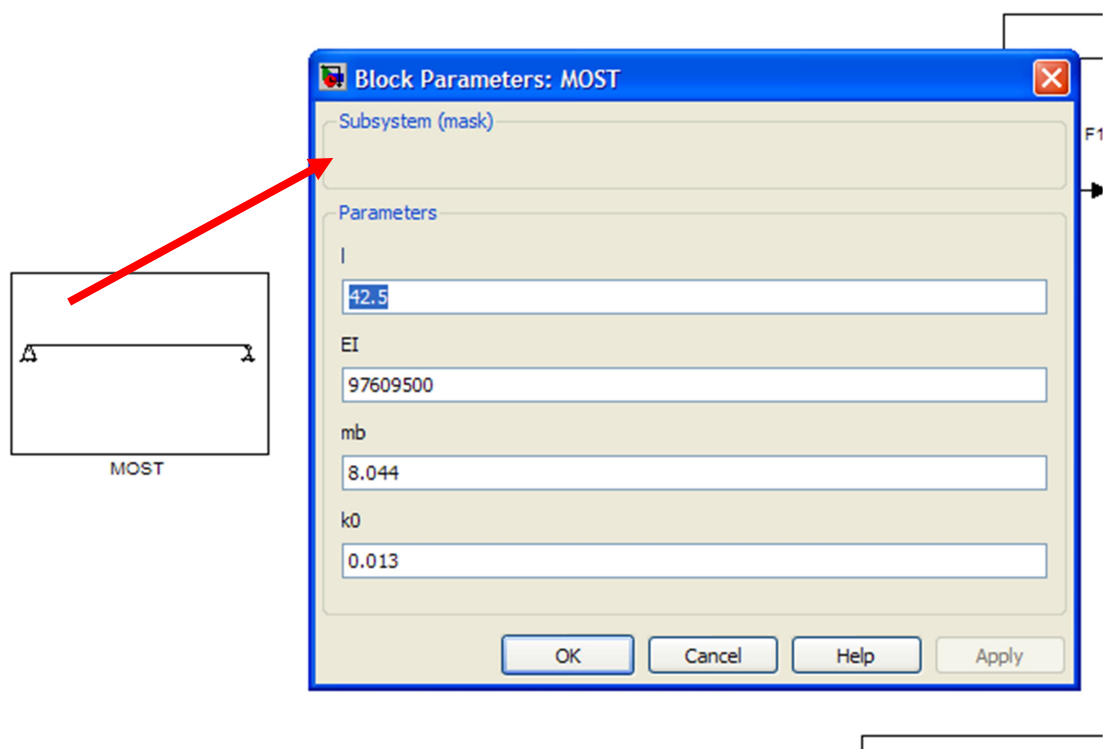 Block Parameters: MOST
Subsystem (mask)
F1
Parameters
l
42.5
EI
97609500
mb
8.044
k0
0.013
OK Cancel Help Apply
MOST